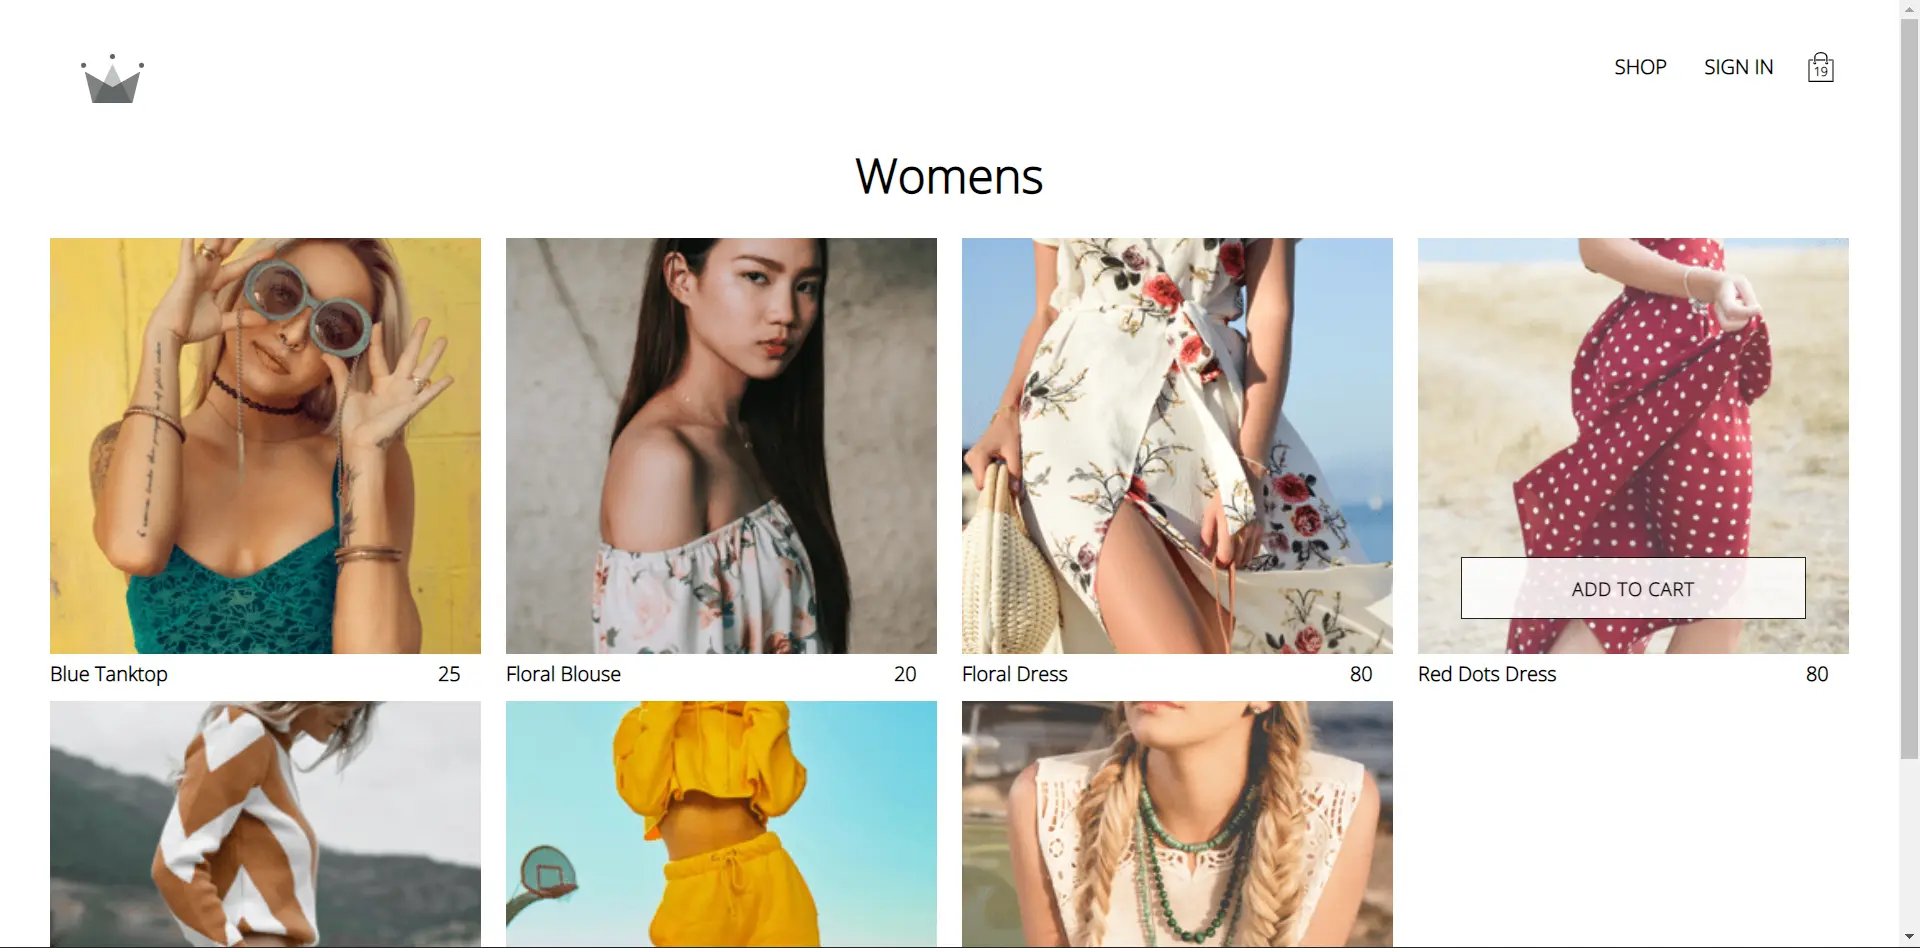 SHOP
SIGN IN
19
Womens
ADD TO CART
Blue Tanktop
25
Floral Blouse
20
Floral Dress
80
Red Dots Dress
80